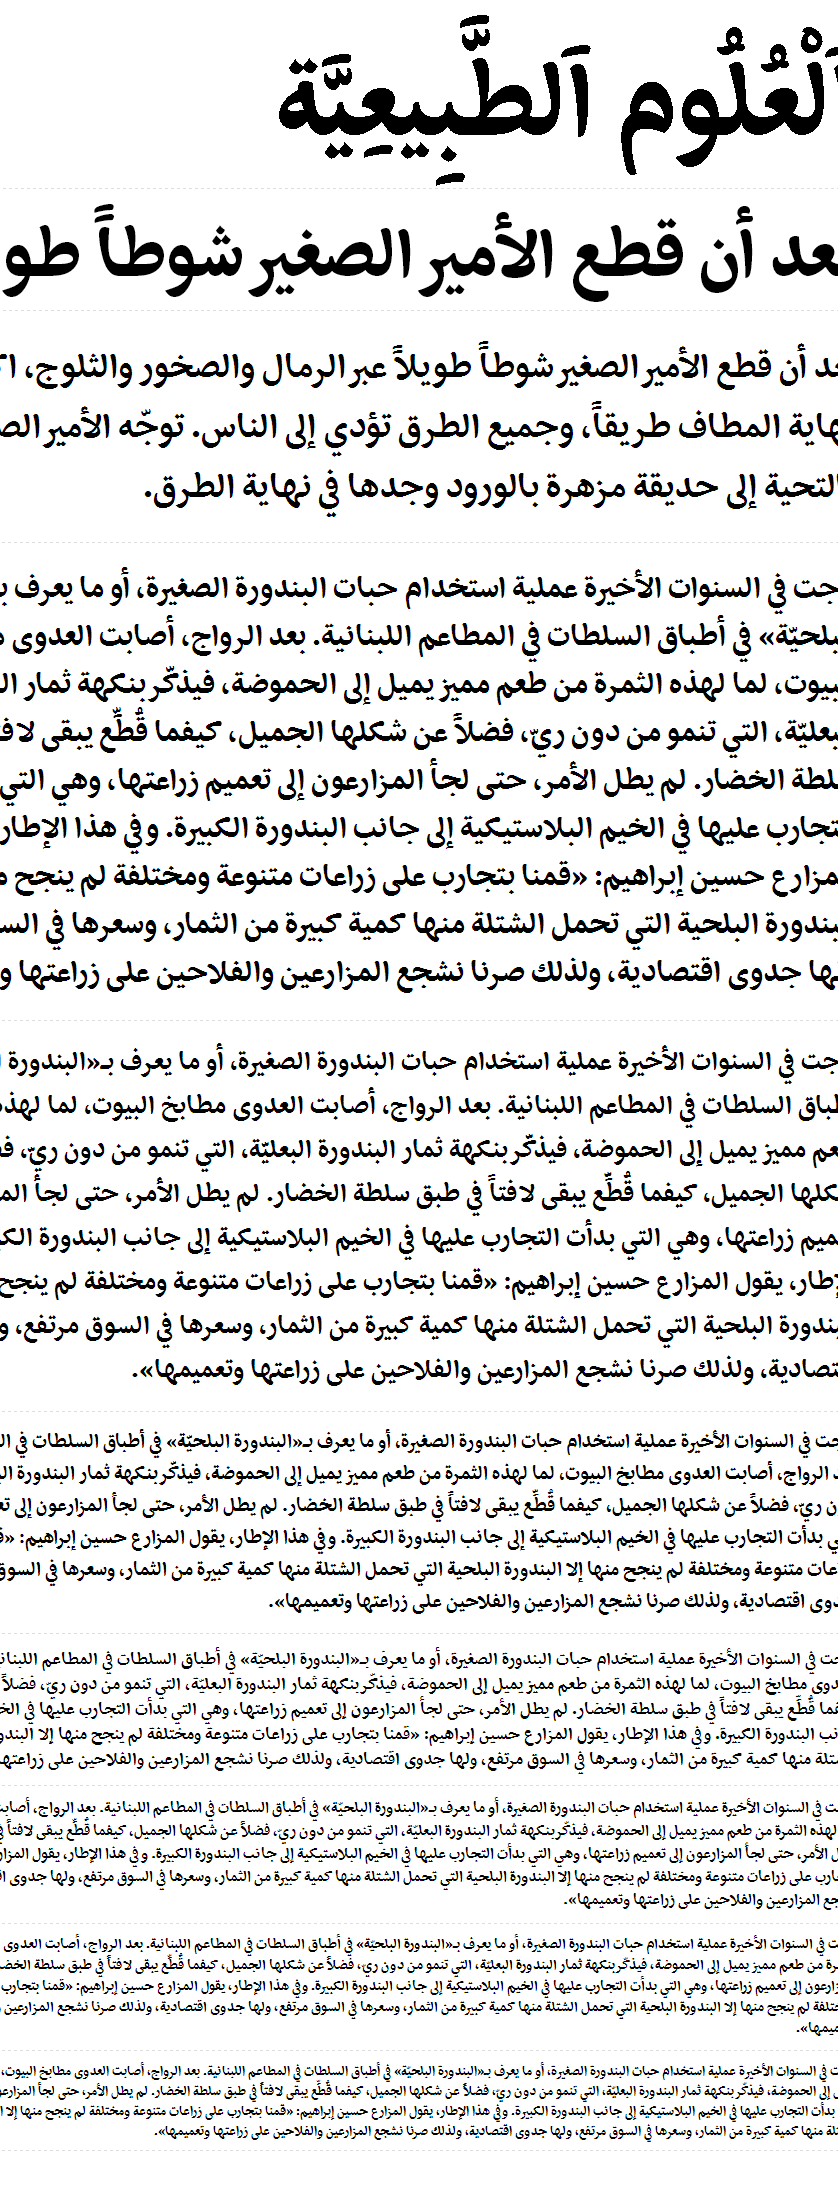 ٱلْعُلُوم ٱلطَّبِيعِيَّة
بعد أن قطع الأمير الصغير شوطاً طو
عد أن قطع الأمير الصغير شوطاً طويلاً عبر الرمال والصخور والثلوج،
هاية المطاف طريقاً، وجميع الطرق تؤدي إلى الناس. توجّه الأمير الص
التحية إلى حديقة مزهرة بالورود وجدها في نهاية الطرق.
جت في السنوات الأخيرة عملية استخدام حبات البندورة الصغيرة، أو ما يعرف بـ
بلحيّة» في أطباق السلطات في المطاعم اللبنانية. بعد الرواج، أصابت العدوى
بيوت، لما لهذه الثمرة من طعم مميز يميل إلى الحموضة، فيذكّر بنكهة ثمار الـ
بعليّة، التي تنمو من دون ريّ، فضلاً عن شكلها الجميل، كيفما قُطِّع يبقى لافتـ
لطة الخضار. لم يطل الأمر، حتى لجأ المزارعون إلى تعميم زراعتها، وهي التي
تجارب عليها في الخيم البلاستيكية إلى جانب البندورة الكبيرة. وفي هذا الإطار
مزارع حسين إبراهيم: «قمنا بتجارب على زراعات متنوعة ومختلفة لم ينجح
بندورة البلحية التي تحمل الشتلة منها كمية كبيرة من الثمار، وسعرها في السـ
ها جدوى اقتصادية، ولذلك صرنا نشجع المزارعين والفلاحين على زراعتها و
جت في السنوات الأخيرة عملية استخدام حبات البندورة الصغيرة، أو ما يعرف بـ«البندورة
طباق السلطات في المطاعم اللبنانية. بعد الرواج، أصابت العدوى مطابخ البيوت، لما لهذه
عم مميز يميل إلى الحموضة، فيذكّر بنكهة ثمار البندورة البعليّة، التي تنمو من دون ريّ،
كلها الجميل، كيفما قُطِّع يبقى لافتاً في طبق سلطة الخضار. لم يطل الأمر، حتى لجأ المـ
ميم زراعتها، وهي التي بدأت التجارب عليها في الخيم البلاستيكية إلى جانب البندورة الكبـ
إطار، يقول المزارع حسين إبراهيم: «قمنا بتجارب على زراعات متنوعة ومختلفة لم ينجح
بندورة البلحية التي تحمل الشتلة منها كمية كبيرة من الثمار، وسعرها في السوق مرتفع، و
تصادية، ولذلك صرنا نشجع المزارعين والفلاحين على زراعتها وتعميمها».
جت في السنوات الأخيرة عملية استخدام حبات البندورة الصغيرة، أو ما يعرف بـ«البندورة البلحيّة» في أطباق السلطات في الـ
د الرواج، أصابت العدوى مطابخ البيوت، لما لهذه الثمرة من طعم مميز يميل إلى الحموضة، فيذكّر بنكهة ثمار البندورة الـ
ن ريّ، فضلاً عن شكلها الجميل، كيفما قُطِّع يبقى لافتاً في طبق سلطة الخضار. لم يطل الأمر، حتى لجأ المزارعون إلى تعـ
ي بدأت التجارب عليها في الخيم البلاستيكية إلى جانب البندورة الكبيرة. وفي هذا الإطار، يقول المزارع حسين إبراهيم: «
عات متنوعة ومختلفة لم ينجح منها إلا البندورة البلحية التي تحمل الشتلة منها كمية كبيرة من الثمار، وسعرها في السوق
دوى اقتصادية، ولذلك صرنا نشجع المزارعين والفلاحين على زراعتها وتعميمها».
جت في السنوات الأخيرة عملية استخدام حبات البندورة الصغيرة، أو ما يعرف بـ«البندورة البلحيّة» في أطباق السلطات في المطاعم اللبنانـ
دوى مطابخ البيوت، لما لهذه الثمرة من طعم مميز يميل إلى الحموضة، فيذكّر بنكهة ثمار البندورة البعليّة، التي تنمو من دون ريّ، فضلاً
فما قُطِّع يبقى لافتاً في طبق سلطة الخضار. لم يطل الأمر، حتى لجأ المزارعون إلى تعميم زراعتها، وهي التي بدأت التجارب عليها في الخـ
نب البندورة الكبيرة. وفي هذا الإطار، يقول المزارع حسين إبراهيم: «قمنا بتجارب على زراعات متنوعة ومختلفة لم ينجح منها إلا البندو
شتلة منها كمية كبيرة من الثمار، وسعرها في السوق مرتفع، ولها جدوى اقتصادية، ولذلك صرنا نشجع المزارعين والفلاحين على زراعتهـ
ت في السنوات الأخيرة عملية استخدام حبات البندورة الصغيرة، أو ما يعرف بـ«البندورة البلحيّة» في أطباق السلطات في المطاعم اللبنانية. بعد الرواج، أصابت
لهذه الثمرة من طعم مميز يميل إلى الحموضة، فيذكّر بنكهة ثمار البندورة البعليّة، التي تنمو من دون ريّ، فضلاً عن شكلها الجميل، كيفما قُطِّع يبقى لافتاً في
ل الأمر، حتى لجأ المزارعون إلى تعميم زراعتها، وهي التي بدأت التجارب عليها في الخيم البلاستيكية إلى جانب البندورة الكبيرة. وفي هذا الإطار، يقول المزار
ارب على زراعات متنوعة ومختلفة لم ينجح منها إلا البندورة البلحية التي تحمل الشتلة منها كمية كبيرة من الثمار، وسعرها في السوق مرتفع، ولها جدوى
جع المزارعين والفلاحين على زراعتها وتعميمها».
ت في السنوات الأخيرة عملية استخدام حبات البندورة الصغيرة، أو ما يعرف بـ«البندورة البلحيّة» في أطباق السلطات في المطاعم اللبنانية. بعد الرواج، أصابت العدوى
رة من طعم مميز يميل إلى الحموضة، فيذكّر بنكهة ثمار البندورة البعليّة، التي تنمو من دون ريّ، فضلاً عن شكلها الجميل، كيفما قُطِّع يبقى لافتاً في طبق سلطة الخضا
زارعون إلى تعميم زراعتها، وهي التي بدأت التجارب عليها في الخيم البلاستيكية إلى جانب البندورة الكبيرة. وفي هذا الإطار، يقول المزارع حسين إبراهيم: «قمنا بتجارب
ختلفة لم ينجح منها إلا البندورة البلحية التي تحمل الشتلة منها كمية كبيرة من الثمار، وسعرها في السوق مرتفع، ولها جدوى اقتصادية، ولذلك صرنا نشجع المزارعين و
ميمها».
ت في السنوات الأخيرة عملية استخدام حبات البندورة الصغيرة، أو ما يعرف بـ«البندورة البلحيّة» في أطباق السلطات في المطاعم اللبنانية. بعد الرواج، أصابت العدوى مطابخ البيوت،
ل إلى الحموضة، فيذكّر بنكهة ثمار البندورة البعليّة، التي تنمو من دون ريّ، فضلاً عن شكلها الجميل، كيفما قُطِّع يبقى لافتاً في طبق سلطة الخضار. لم يطل الأمر، حتى لجأ المزارعو
بدأت التجارب عليها في الخيم البلاستيكية إلى جانب البندورة الكبيرة. وفي هذا الإطار، يقول المزارع حسين إبراهيم: «قمنا بتجارب على زراعات متنوعة ومختلفة لم ينجح منها إلا
تلة منها كمية كبيرة من الثمار، وسعرها في السوق مرتفع، ولها جدوى اقتصادية، ولذلك صرنا نشجع المزارعين والفلاحين على زراعتها وتعميمها».